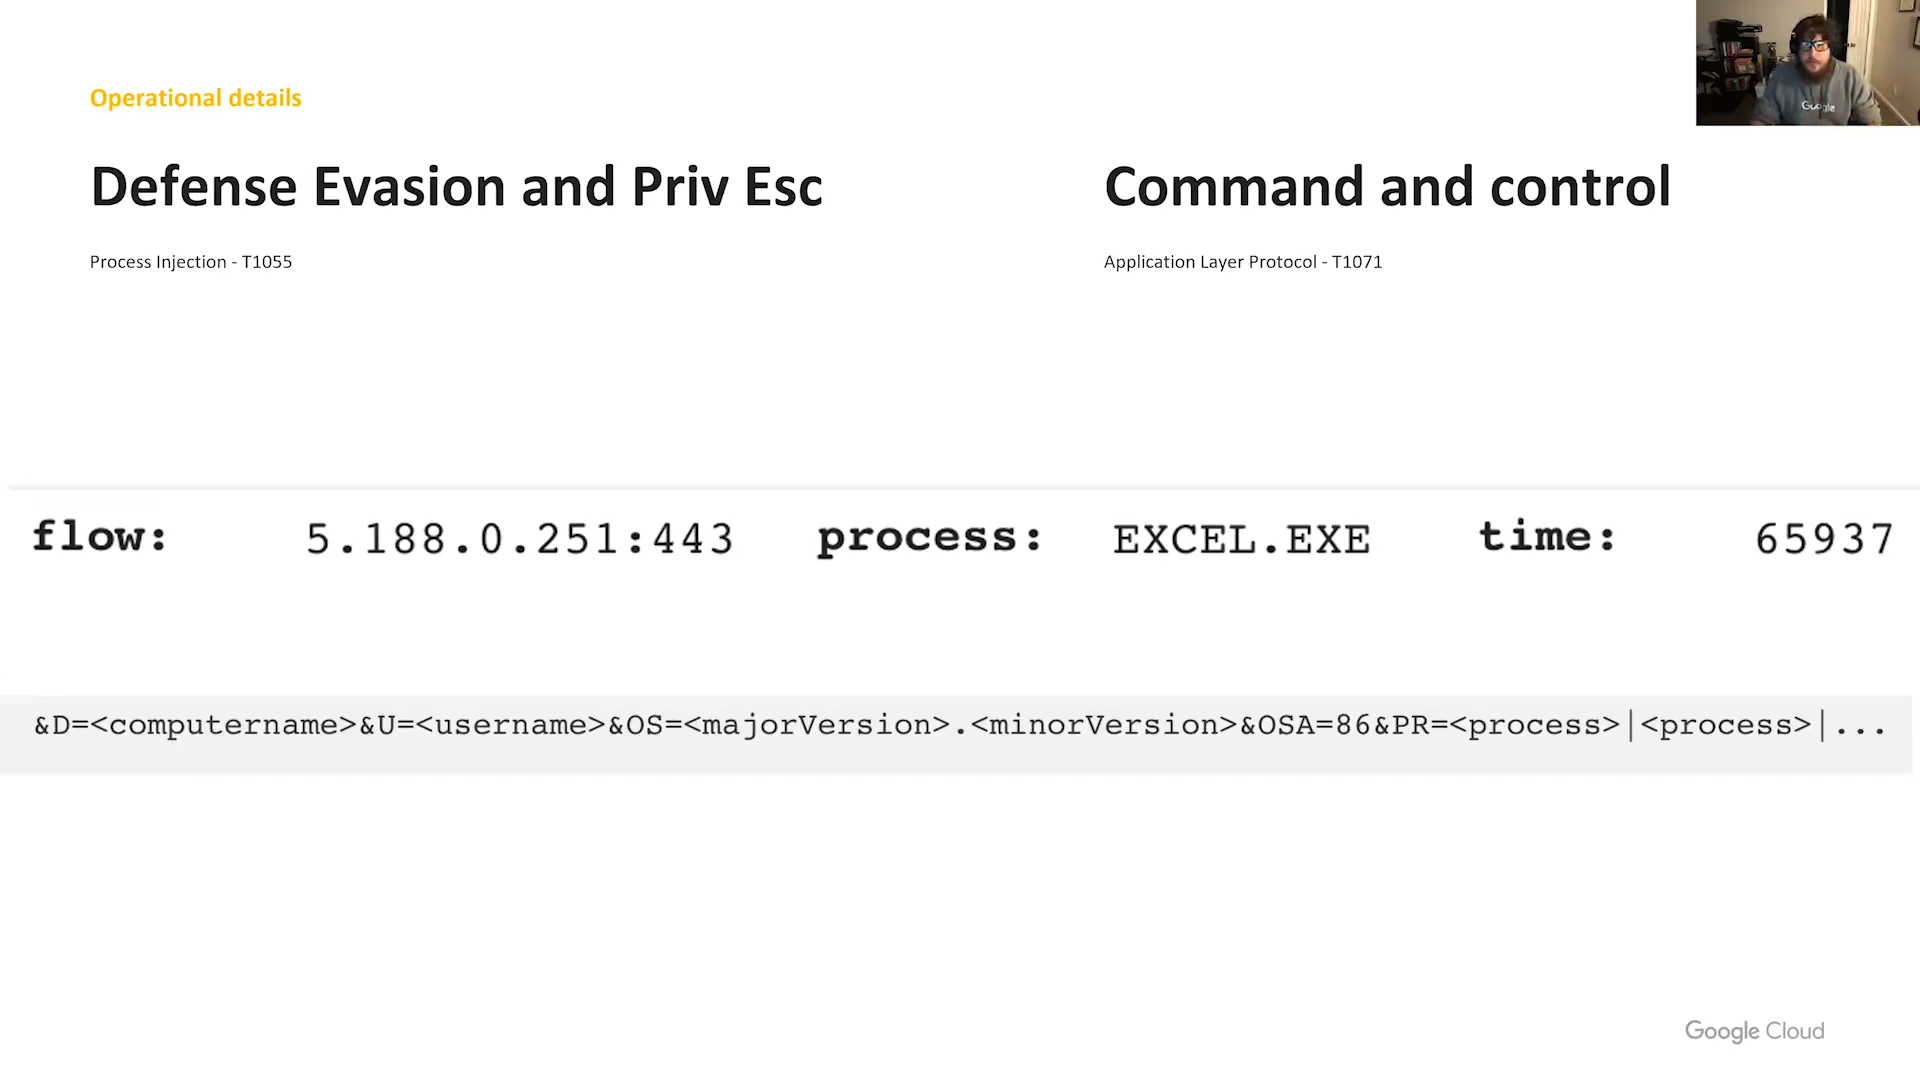 Operational details
Defense Evasion and Priv Esc
Process Injection - T1055
Command and control
Application Layer Protocol - T1071
flow: 5.188.0.251:443 process: EXCEL.EXE time: 65937
&D=<computername>&U=<username>&OS=<majorVersion>.<minorVersion>&OSA=86&PR=<process>|<process>|...
Google Cloud
Google